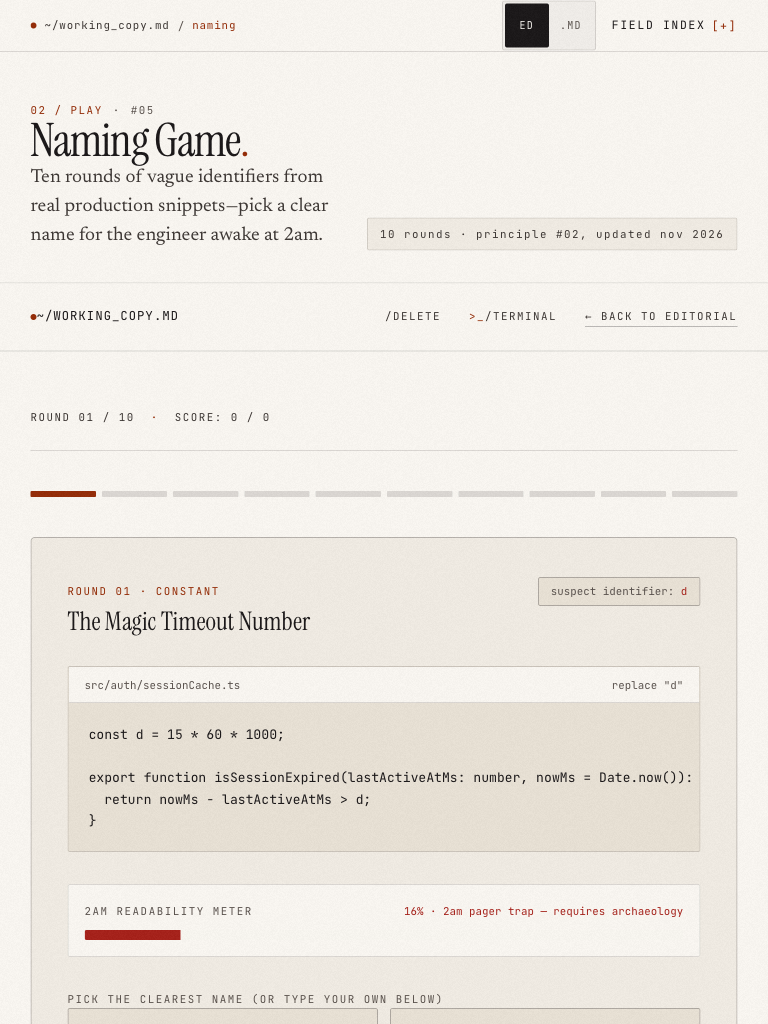 ● ~/working_copy.md / naming
ED .MD FIELD INDEX [+]
02 / PLAY · #05
Naming Game.
Ten rounds of vague identifiers from
real production snippets—pick a clear
name for the engineer awake at 2am.
10 rounds · principle #02, updated nov 2026
●~/WORKING_COPY.MD
/DELETE >_/TERMINAL ← BACK TO EDITORIAL
ROUND 01 / 10 · SCORE: 0 / 0
ROUND 01 · CONSTANT
suspect identifier: d
The Magic Timeout Number
src/auth/sessionCache.ts replace "d"
const d = 15 * 60 * 1000;
export function isSessionExpired(lastActiveAtMs: number, nowMs = Date.now()):
  return nowMs - lastActiveAtMs > d;
}
2AM READABILITY METER 16% · 2am pager trap — requires archaeology
PICK THE CLEAREST NAME (OR TYPE YOUR OWN BELOW)